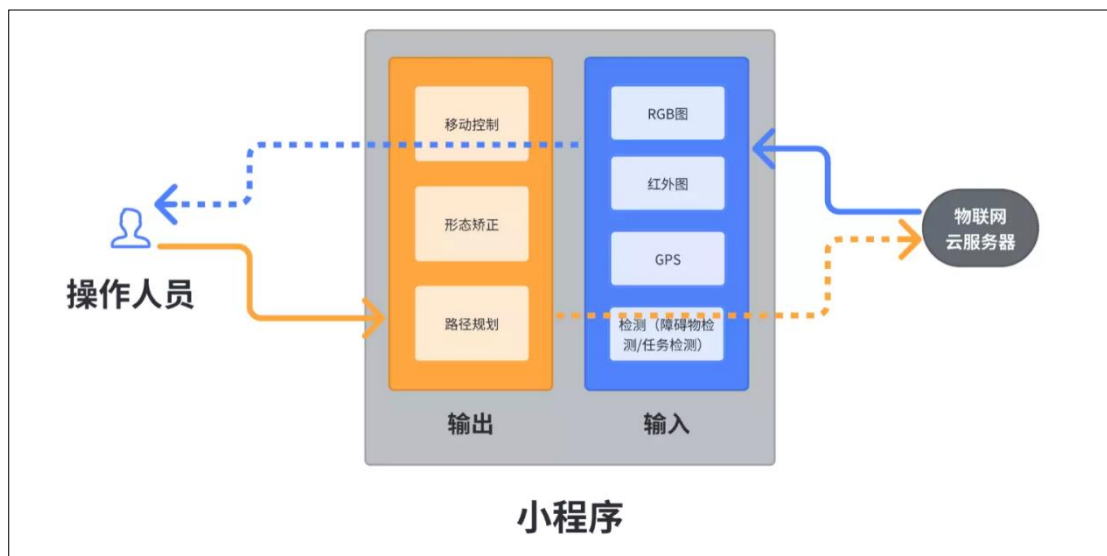 移动控制
形态矫正
路径规划
输出
RGB图
红外图
GPS
检测（障碍物检
测/任务检测）
输入
操作人员
物联网
云服务器
小程序